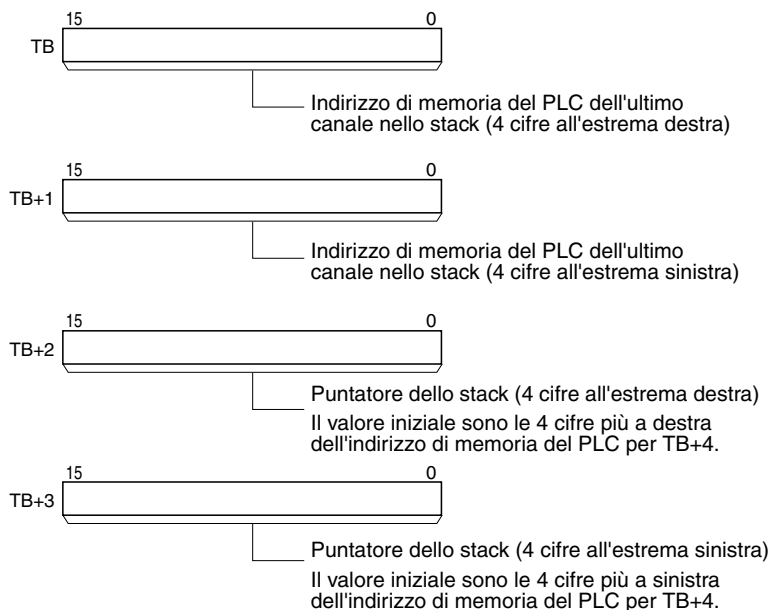 15 0
TB
Indirizzo di memoria del PLC dell'ultimo
canale nello stack (4 cifre all'estrema destra)
15 0
TB+1
Indirizzo di memoria del PLC dell'ultimo
canale nello stack (4 cifre all'estrema sinistra)
15 0
TB+2
Puntatore dello stack (4 cifre all'estrema destra)
Il valore iniziale sono le 4 cifre più a destra
dell'indirizzo di memoria del PLC per TB+4.
15 0
TB+3
Puntatore dello stack (4 cifre all'estrema sinistra)
Il valore iniziale sono le 4 cifre più a sinistra
dell'indirizzo di memoria del PLC per TB+4.